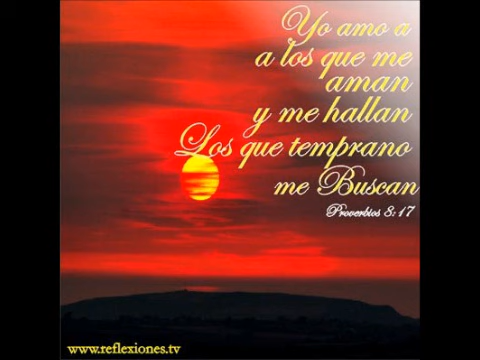 Yo amo a
a los que me
aman
y me hallan
Los que temprano
me Buscan
Proverbios 8:17
www.reflexiones.tv